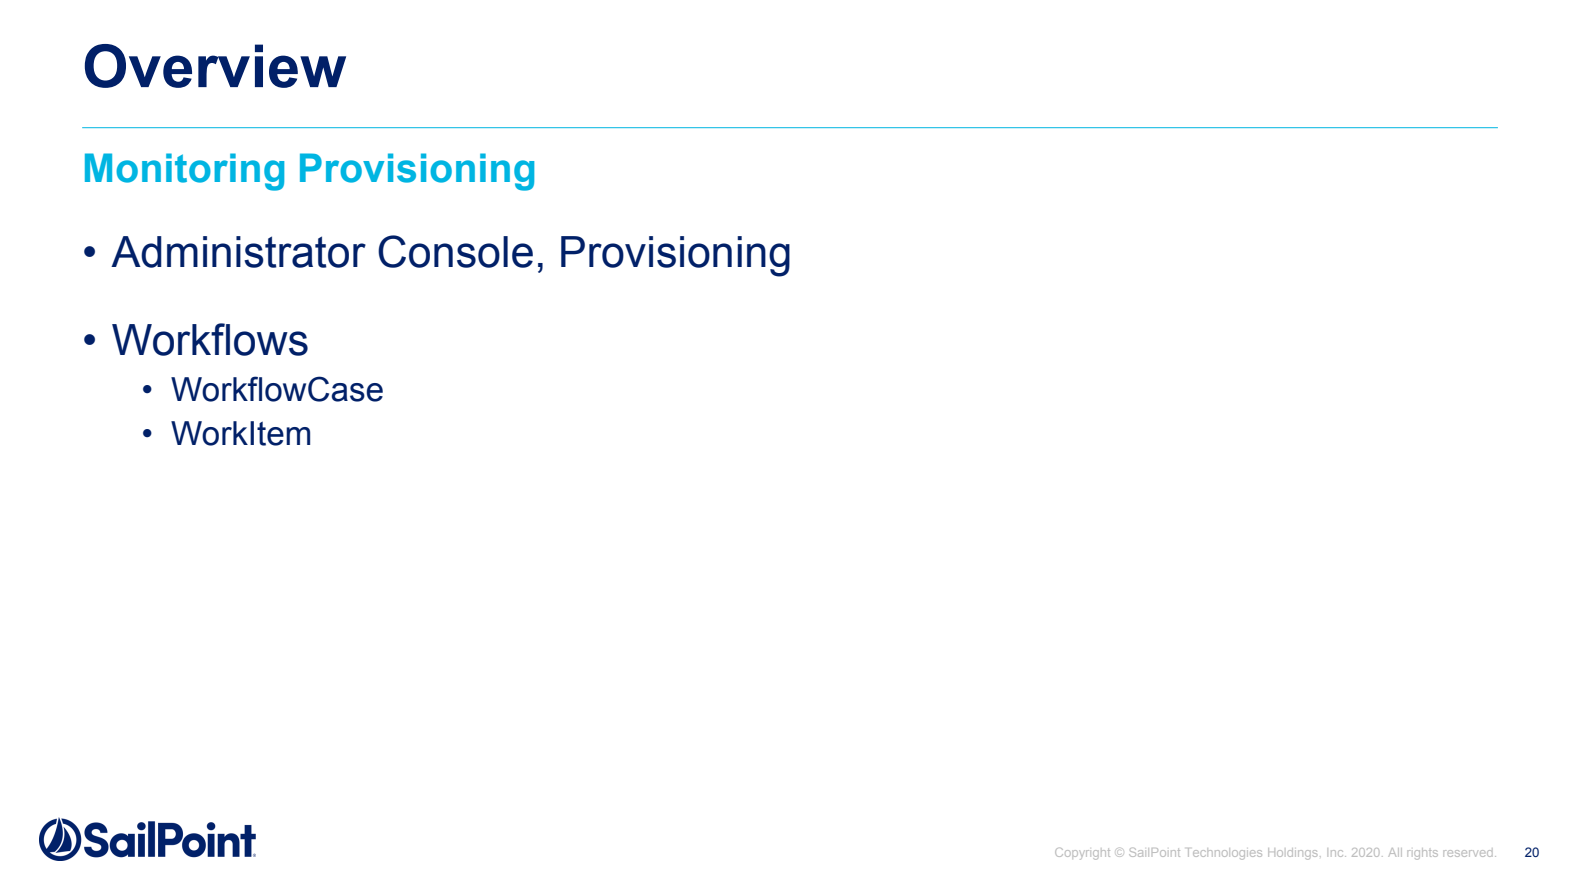 Overview
Monitoring Provisioning
• Administrator Console, Provisioning
• Workflows
• WorkflowCase
• WorkItem
SailPoint
Copyright © SailPoint Technologies Holdings, Inc. 2020. All rights reserved. 20